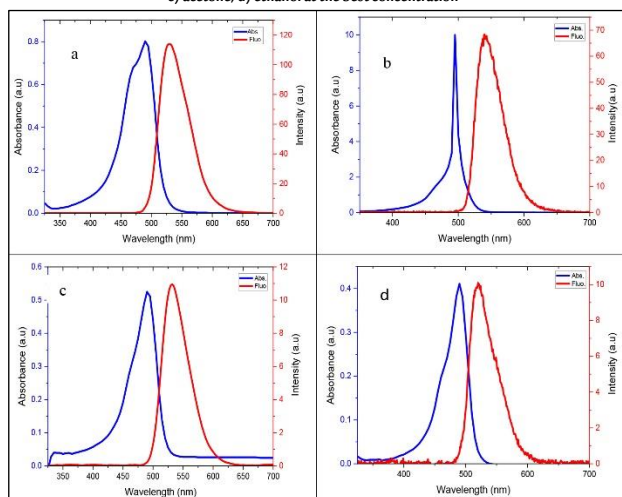 c) acetone, d) ethanol at the best concentration
a
Abs.
Fluo.
Absorbance (a.u)
Intensity (a.u)
Wavelength (nm)
0.0
0.2
0.4
0.6
0.8
0
20
40
60
80
100
120
350 400 450 500 550 600 650 700
b
Abs.
Fluo.
Absorbance (a.u)
Intensity(a.u)
Wavelength (nm)
0
2
4
6
8
10
0
10
20
30
40
50
60
70
400 500 600 700
c
Abs.
Fluo.
Absorbance (a.u)
Intensity (a.u)
Wavelength (nm)
0.0
0.1
0.2
0.3
0.4
0.5
0.6
0
2
4
6
8
10
12
350 400 450 500 550 600 650 700
d
Abs.
Fluo.
Absorbance (a.u)
Intensity (a.u)
Wavelength (nm)
0.0
0.1
0.2
0.3
0.4
0
2
4
6
8
10
400 500 600 700